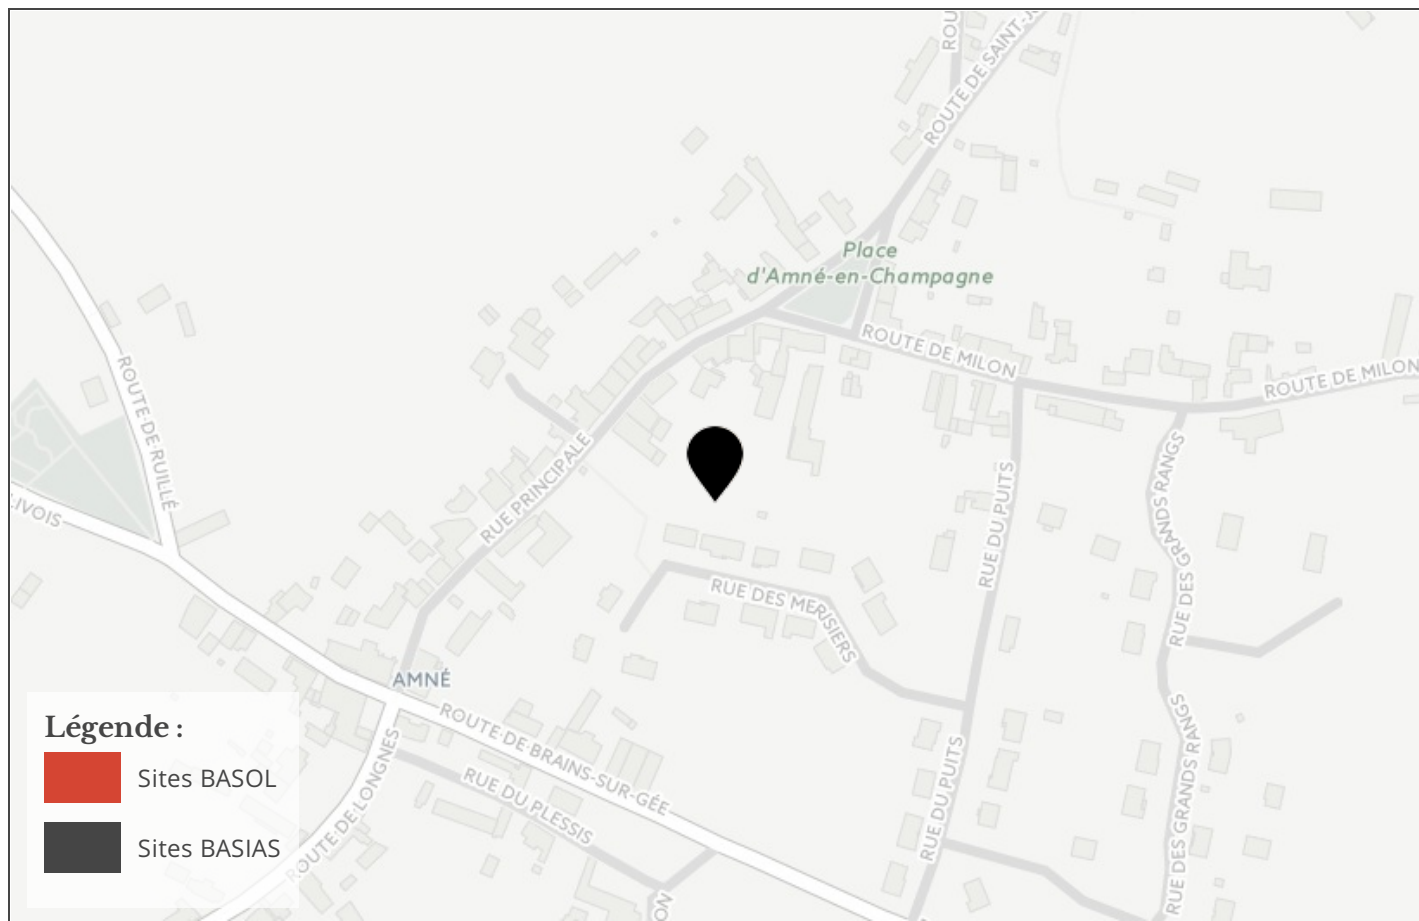 ROU
ROUTE DE SAINT-J
Place
d'Amné-en-Champagne
ROUTE DE MILON
ROUTE DE MILON
ROUTE DE RUILLÉ
RUE PRINCIPALE
IVOIS
RUE DU PUITS
RUE DES GRANDS RANGS
RUE DES MERISIERS
AMNÉ
ROUTE DE BRAINS-SUR-GÉE
ROUTE DE LONGNES
RUE DU PLESSIS
RUE DU PUITS
RUE DES GRANDS RANGS
ON
Légende :
Sites BASOL
Sites BASIAS